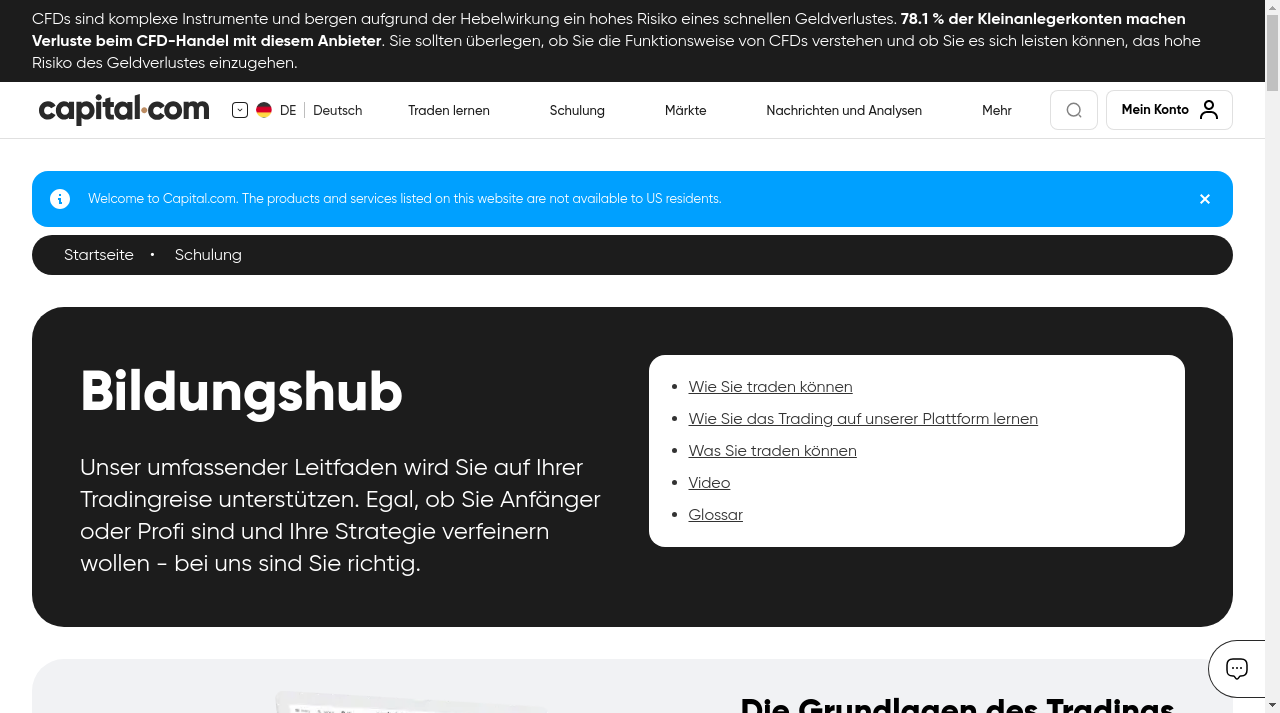 CFDs sind komplexe Instrumente und bergen aufgrund der Hebelwirkung ein hohes Risiko eines schnellen Geldverlustes. 78.1 % der Kleinanlegerkonten machen
Verluste beim CFD-Handel mit diesem Anbieter. Sie sollten überlegen, ob Sie die Funktionsweise von CFDs verstehen und ob Sie es sich leisten können, das hohe
Risiko des Geldverlustes einzugehen.
capital.com
DE Deutsch
Traden lernen
Schulung
Märkte
Nachrichten und Analysen
Mehr
Mein Konto
Welcome to Capital.com. The products and services listed on this website are not available to US residents.
Startseite • Schulung
Bildungshub
Unser umfassender Leitfaden wird Sie auf Ihrer
Tradingreise unterstützen. Egal, ob Sie Anfänger
oder Profi sind und Ihre Strategie verfeinern
wollen - bei uns sind Sie richtig.
• Wie Sie traden können
• Wie Sie das Trading auf unserer Plattform lernen
• Was Sie traden können
• Video
• Glossar
Die Grundlagen des Tradings